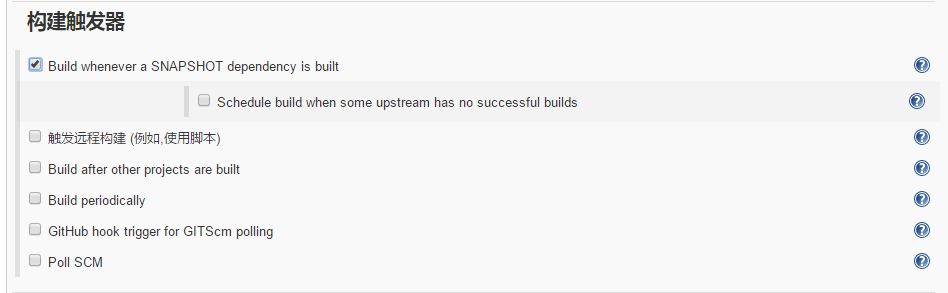 构建触发器
Build whenever a SNAPSHOT dependency is built
Schedule build when some upstream has no successful builds
触发远程构建 (例如,使用脚本)
Build after other projects are built
Build periodically
GitHub hook trigger for GITScm polling
Poll SCM